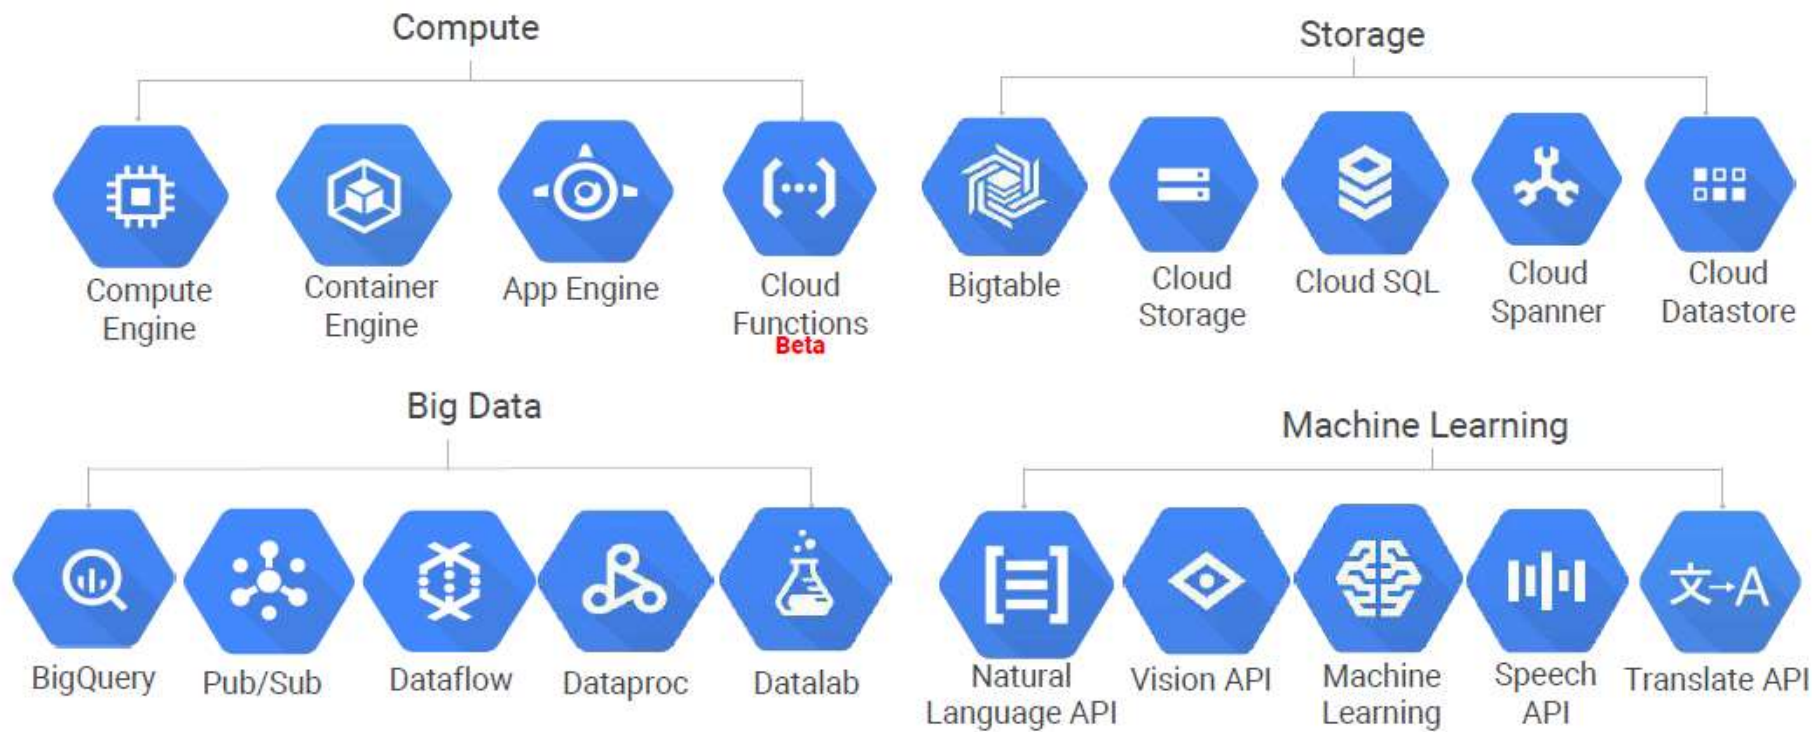 Compute
Compute
Engine
Container
Engine
App Engine
Cloud
Functions
Beta
Storage
Bigtable
Cloud
Storage
Cloud SQL
Cloud
Spanner
Cloud
Datastore
Big Data
BigQuery
Pub/Sub
Dataflow
Dataproc
Datalab
Machine Learning
Natural
Language API
Vision API
Machine
Learning
Speech
API
文→A
Translate API